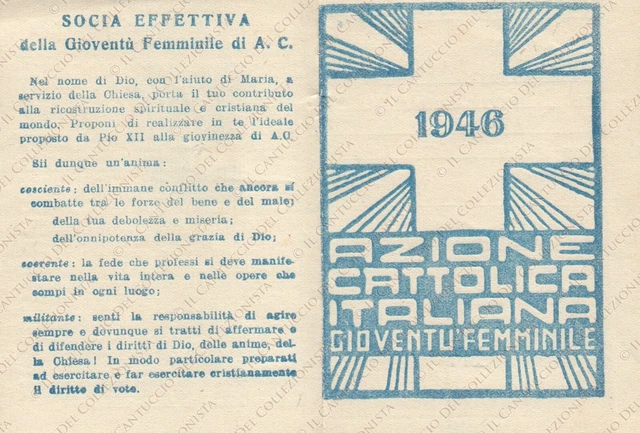 SOCIA EFFETTIVA
della Gioventù Femminile di A. C.
Nel nome di Dio, con l'aiuto di Maria, a
servizio della Chiesa, porta il tuo contributo
alla ricostruzione spirituale e cristiana del
mondo. Proponi di realizzare in te l'ideale
proposto da Pio XII alla giovinezza di A.C.
Sii dunque un'anima:
cosciente: dell'immane conflitto che ancora si
combatte tra le forze del bene e del male;
della tua debolezza e miseria;
dell'onnipotenza della grazia di Dio;
coerente: la fede che professi si deve manife-
stare nella vita intera e nelle opere che
compi in ogni luogo;
militante: senti la responsabilità di agire
sempre e dovunque si tratti di affermare e
di difendere i diritti di Dio, delle anime, del-
la Chiesa! In modo particolare preparati
ad esercitare e far esercitare cristianamente
il diritto di voto.
1946
AZIONE
CATTOLICA
ITALIANA
GIOVENTU' FEMMINILE
© IL CANTUCCIO DEL COLLEZIONISTA